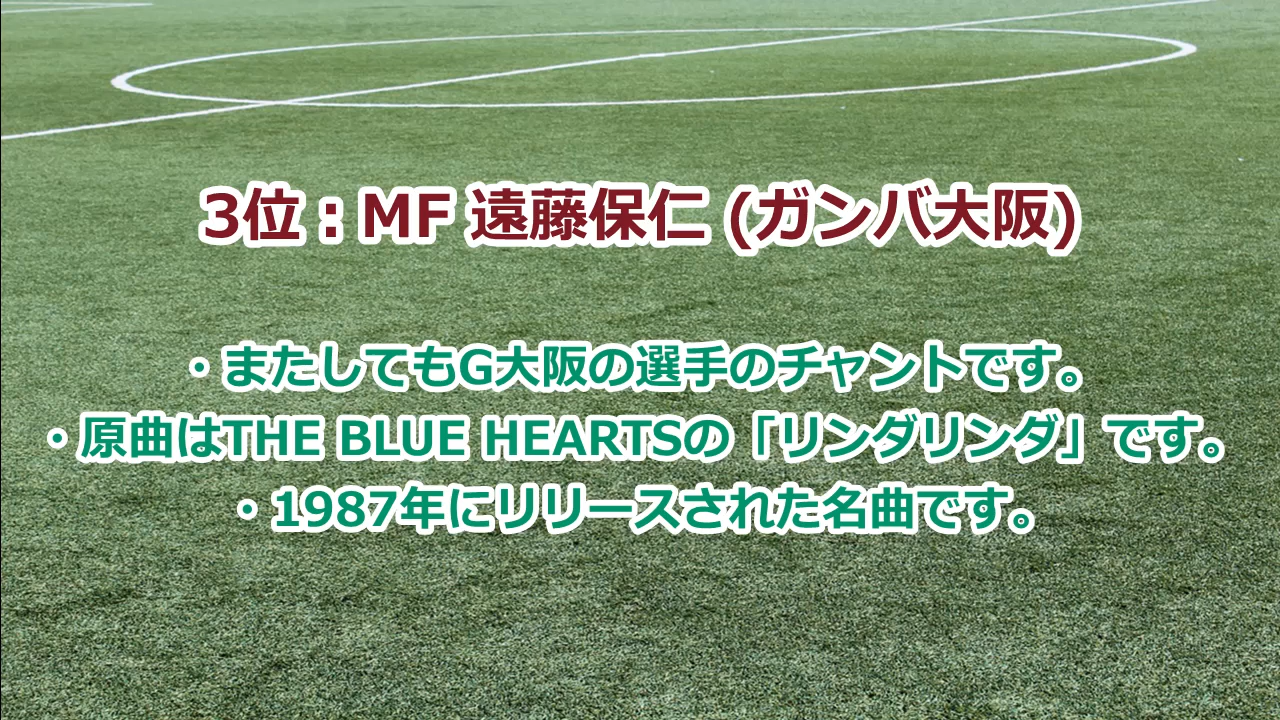 3位：MF 遠藤保仁 (ガンバ大阪)
・またしてもG大阪の選手のチャントです。
・原曲はTHE BLUE HEARTSの「リンダリンダ」です。
・1987年にリリースされた名曲です。